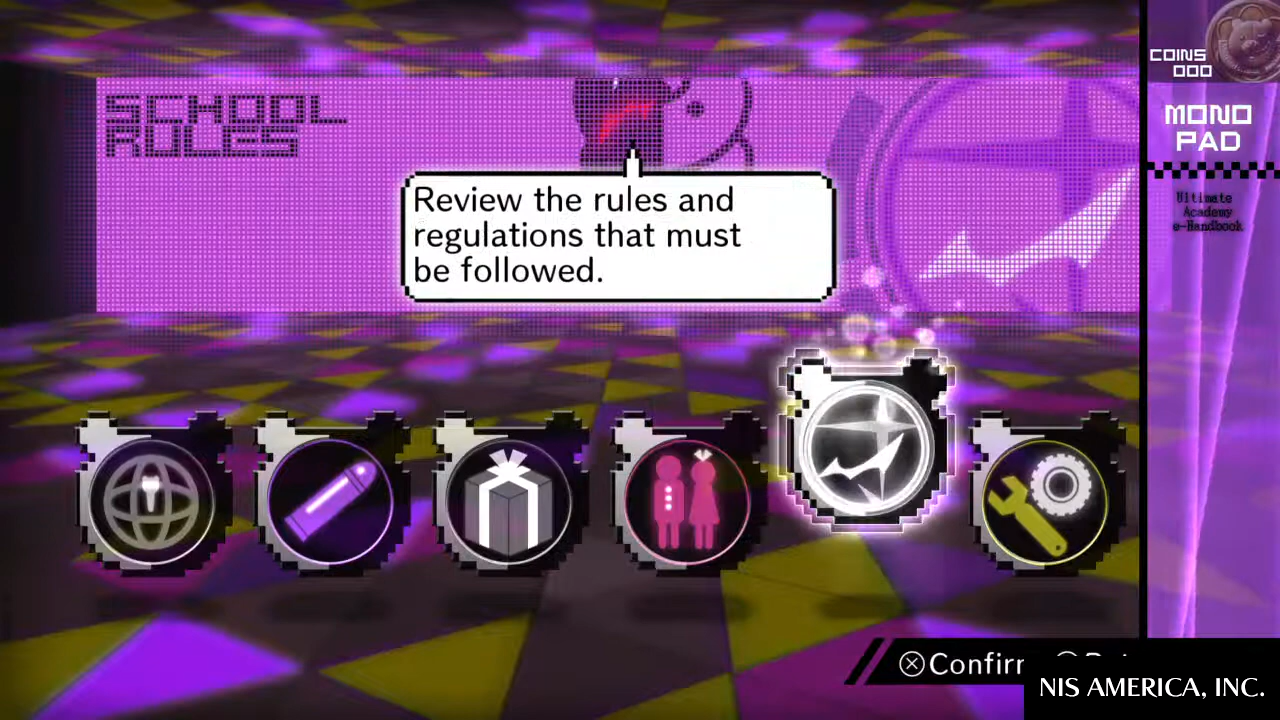 SCHOOL
RULES
Review the rules and
regulations that must
be followed.
COINS
000
MONO
PAD
Ultimate
Academy
e-Handbook
ⓧConfirm
NIS AMERICA, INC.